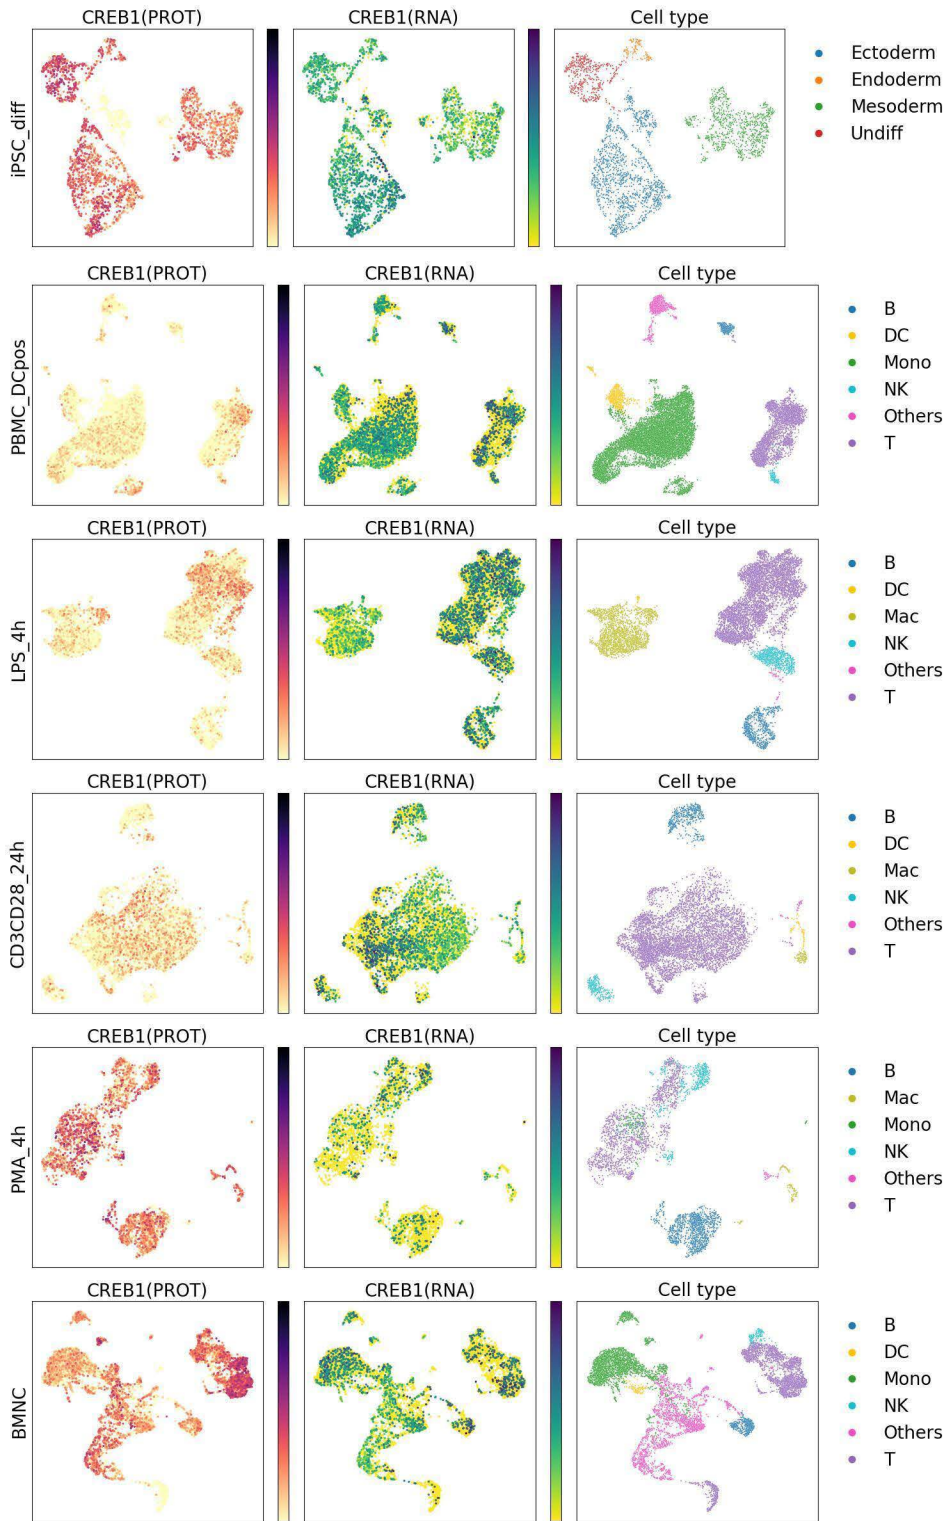 CREB1(PROT) CREB1(RNA) Cell type
iPSC_diff
Ectoderm
Endoderm
Mesoderm
Undiff
CREB1(PROT) CREB1(RNA) Cell type
PBMC_DCpos
B
DC
Mono
NK
Others
T
CREB1(PROT) CREB1(RNA) Cell type
LPS_4h
B
DC
Mac
NK
Others
T
CREB1(PROT) CREB1(RNA) Cell type
CD3CD28_24h
B
DC
Mac
NK
Others
T
CREB1(PROT) CREB1(RNA) Cell type
PMA_4h
B
Mac
Mono
NK
Others
T
CREB1(PROT) CREB1(RNA) Cell type
BMNC
B
DC
Mono
NK
Others
T